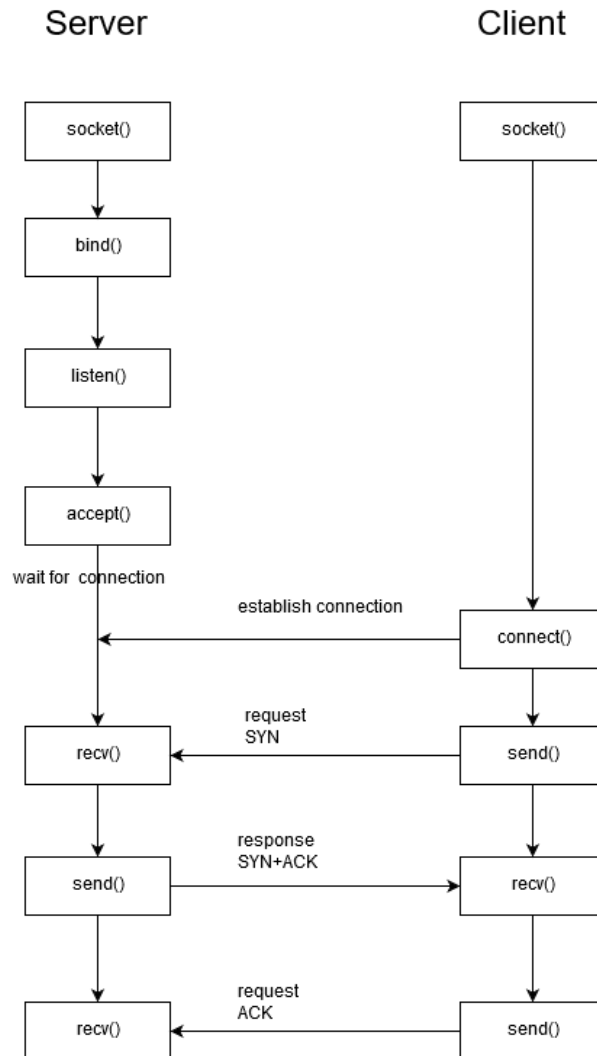 Server
Client
socket()
socket()
bind()
listen()
accept()
wait for connection
establish connection
connect()
request
SYN
recv()
send()
response
SYN+ACK
send()
recv()
request
ACK
recv()
send()